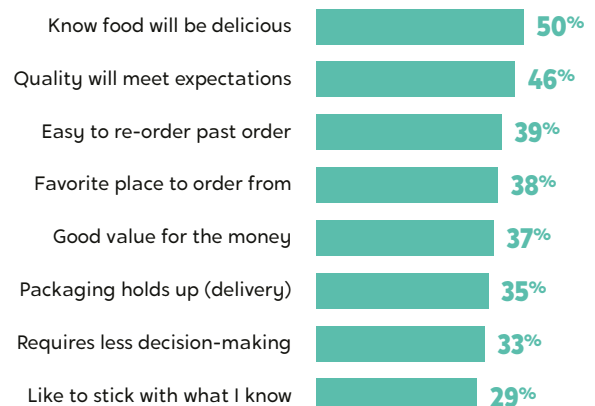 Know food will be delicious 50%
Quality will meet expectations 46%
Easy to re-order past order 39%
Favorite place to order from 38%
Good value for the money 37%
Packaging holds up (delivery) 35%
Requires less decision-making 33%
Like to stick with what I know 29%